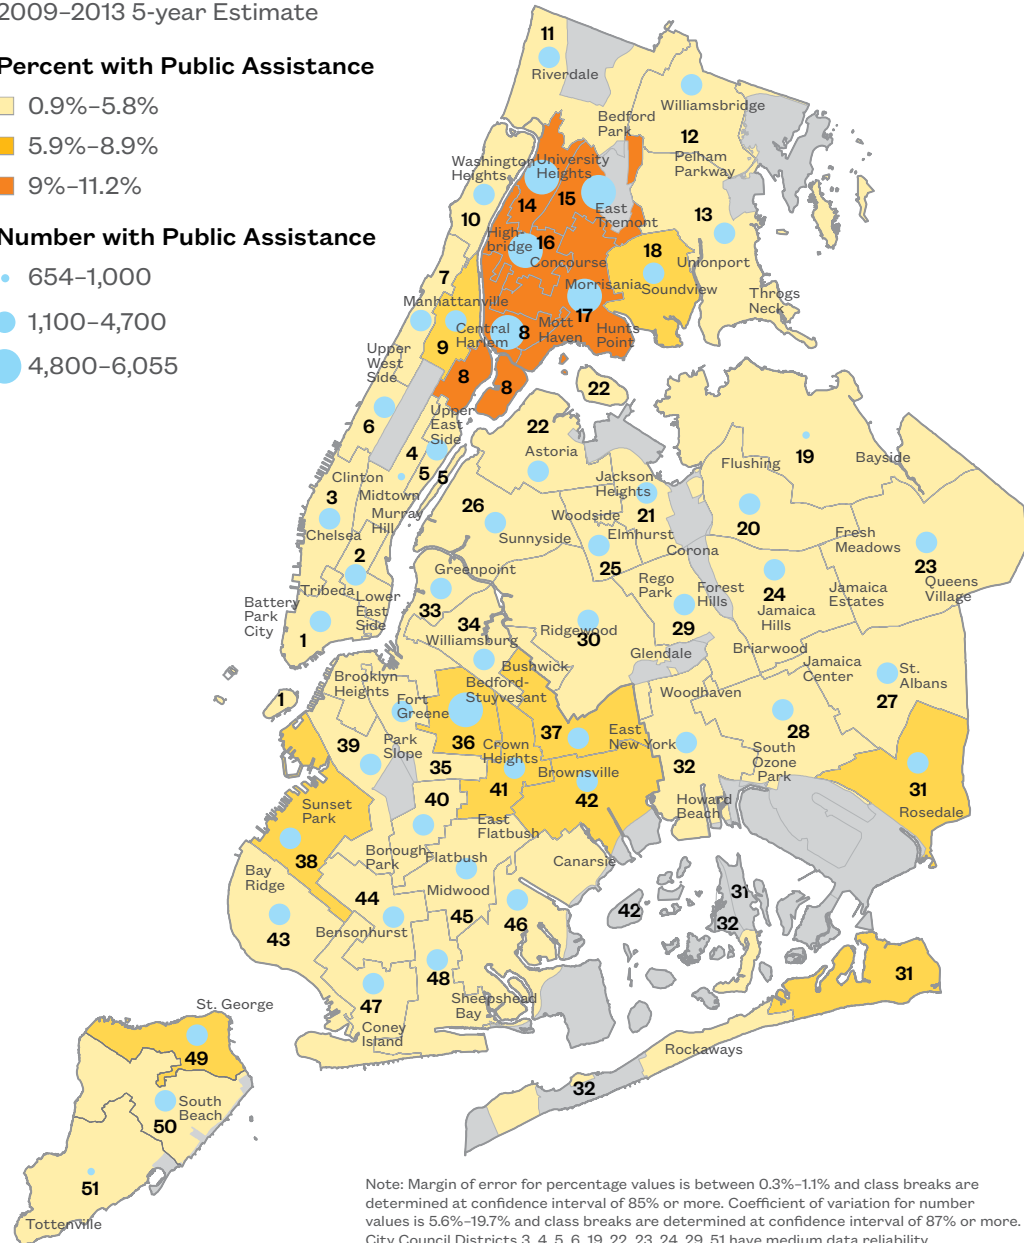 2009–2013 5-year Estimate
Percent with Public Assistance
0.9%–5.8%
5.9%–8.9%
9%–11.2%
Number with Public Assistance
654–1,000
1,100–4,700
4,800–6,055
11
Riverdale
Williamsbridge
Bedford
Park
12
Pelham
Parkway
Washington
Heights
University
Heights
14
15
East
Tremont
10
13
High-
bridge
16
Concourse
18
Unionport
7
Morrisania
Soundview
Manhattanville
17
Throgs
Neck
Central
Harlem
8
Mott
Haven
Hunts
Point
9
Upper
West
Side
8
8
22
Upper
East
Side
6
22
4
Astoria
Flushing
19
Bayside
Clinton
5
5
Jackson
Heights
3
Midtown
Murray
Hill
26
Woodside
21
20
Chelsea
Sunnyside
Elmhurst
Corona
Fresh
Meadows
2
25
23
Greenpoint
Rego
Park
Forest
Hills
24
Jamaica
Estates
Queens
Village
Tribeca
Lower
East
Side
Battery
Park
City
33
Jamaica
Hills
1
34
Williamsburg
Ridgewood
30
29
Glendale
Briarwood
Bushwick
Jamaica
Center
St.
Albans
Brooklyn
Heights
Bedford-
Stuyvesant
Woodhaven
27
1
Fort
Greene
39
Park
Slope
36
37
East
New York
28
Crown
Heights
South
Ozone
Park
35
Brownsville
32
40
41
42
31
Sunset
Park
Howard
Beach
Rosedale
East
Flatbush
38
Borough
Park
Flatbush
Canarsie
Bay
Ridge
Midwood
44
31
45
46
42
32
Bensonhurst
43
48
31
47
Sheepshead
Bay
St. George
Coney
Island
Rockaways
49
32
South
Beach
50
51
Tottenville
Note: Margin of error for percentage values is between 0.3%–1.1% and class breaks are
determined at confidence interval of 85% or more. Coefficient of variation for number
values is 5.6%–19.7% and class breaks are determined at confidence interval of 87% or more.
City Council Districts 3, 4, 5, 6, 19, 22, 23, 24, 29, 51 have medium data reliability.